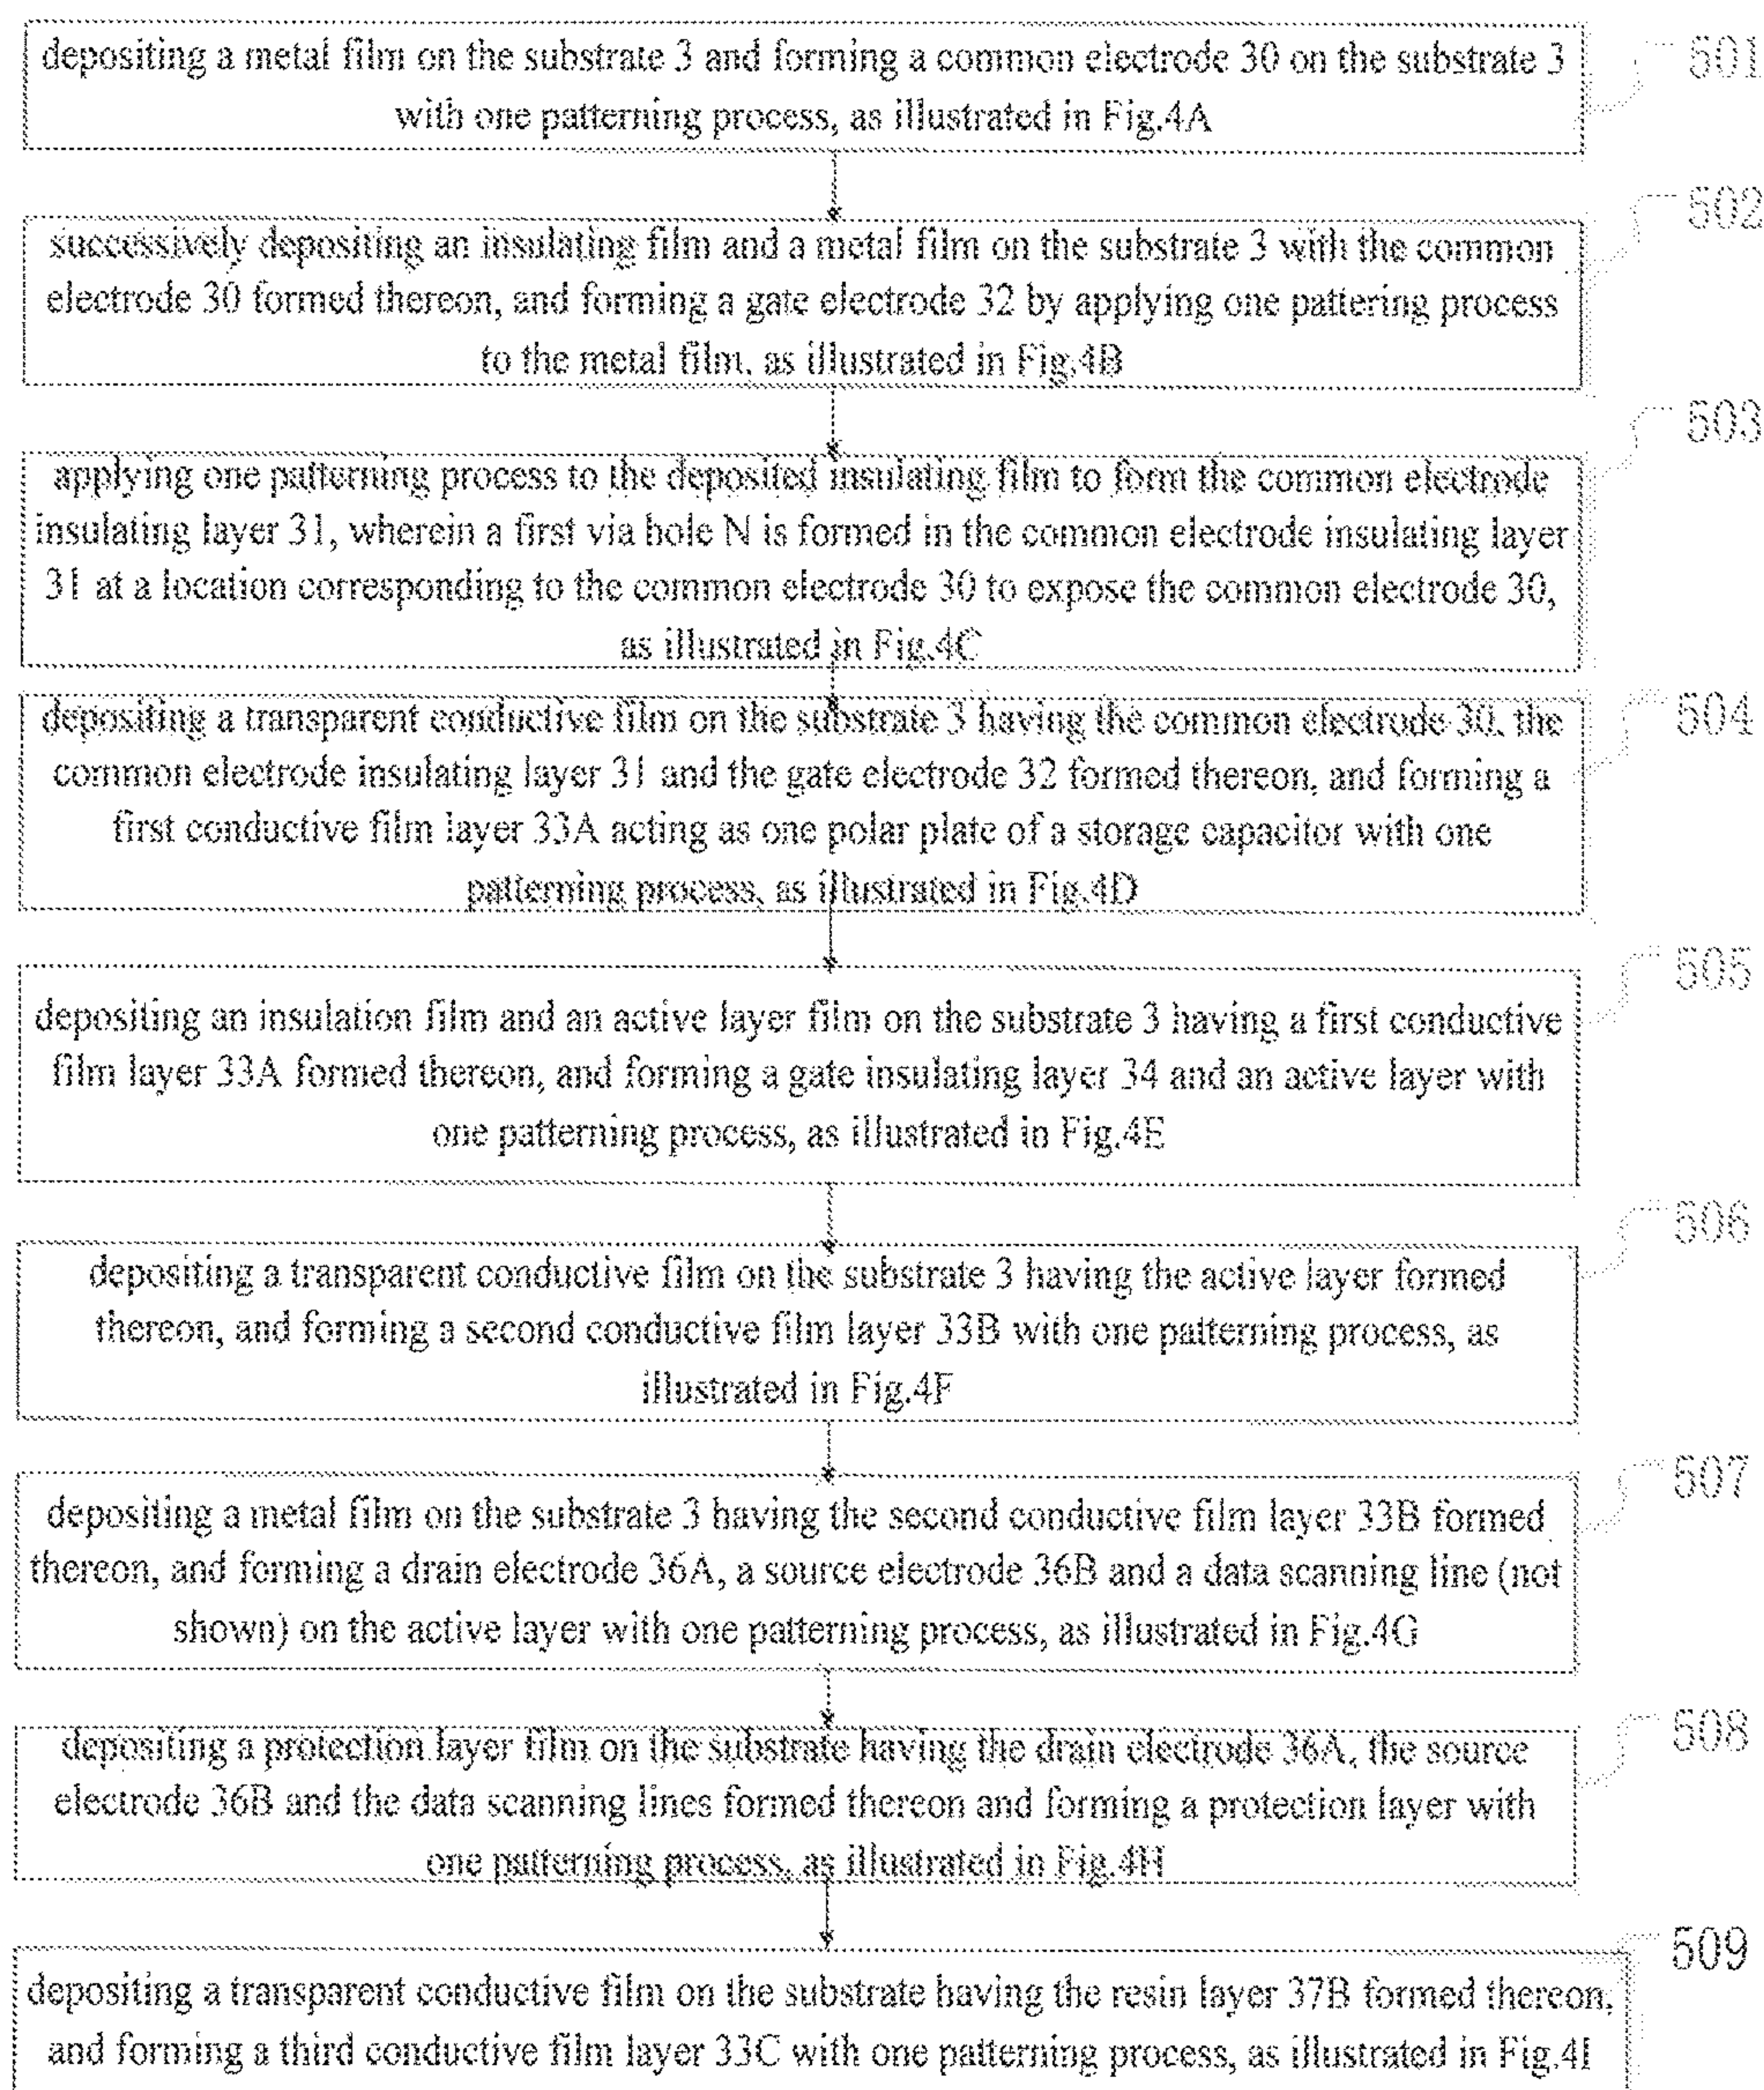 depositing a metal film on the substrate 3 and forming a common electrode 30 on the substrate 3
with one patterning process, as illustrated in Fig.4A
501
successively depositing an insulating film and a metal film on the substrate 3 with the common
electrode 30 formed thereon, and forming a gate electrode 32 by applying one pattering process
to the metal film, as illustrated in Fig.4B
502
applying one patterning process to the deposited insulating film to form the common electrode
insulating layer 31, wherein a first via hole N is formed in the common electrode insulating layer
31 at a location corresponding to the common electrode 30 to expose the common electrode 30,
as illustrated in Fig.4C
503
depositing a transparent conductive film on the substrate 3 having the common electrode 30, the
common electrode insulating layer 31 and the gate electrode 32 formed thereon, and forming a
first conductive film layer 33A acting as one polar plate of a storage capacitor with one
patterning process, as illustrated in Fig.4D
504
depositing an insulation film and an active layer film on the substrate 3 having a first conductive
film layer 33A formed thereon, and forming a gate insulating layer 34 and an active layer with
one patterning process, as illustrated in Fig.4E
505
depositing a transparent conductive film on the substrate 3 having the active layer formed
thereon, and forming a second conductive film layer 33B with one patterning process, as
illustrated in Fig.4F
506
depositing a metal film on the substrate 3 having the second conductive film layer 33B formed
thereon, and forming a drain electrode 36A, a source electrode 36B and a data scanning line (not
shown) on the active layer with one patterning process, as illustrated in Fig.4G
507
depositing a protection layer film on the substrate having the drain electrode 36A, the source
electrode 36B and the data scanning lines formed thereon and forming a protection layer with
one patterning process, as illustrated in Fig.4H
508
depositing a transparent conductive film on the substrate having the resin layer 37B formed thereon,
and forming a third conductive film layer 33C with one patterning process, as illustrated in Fig.4I
509